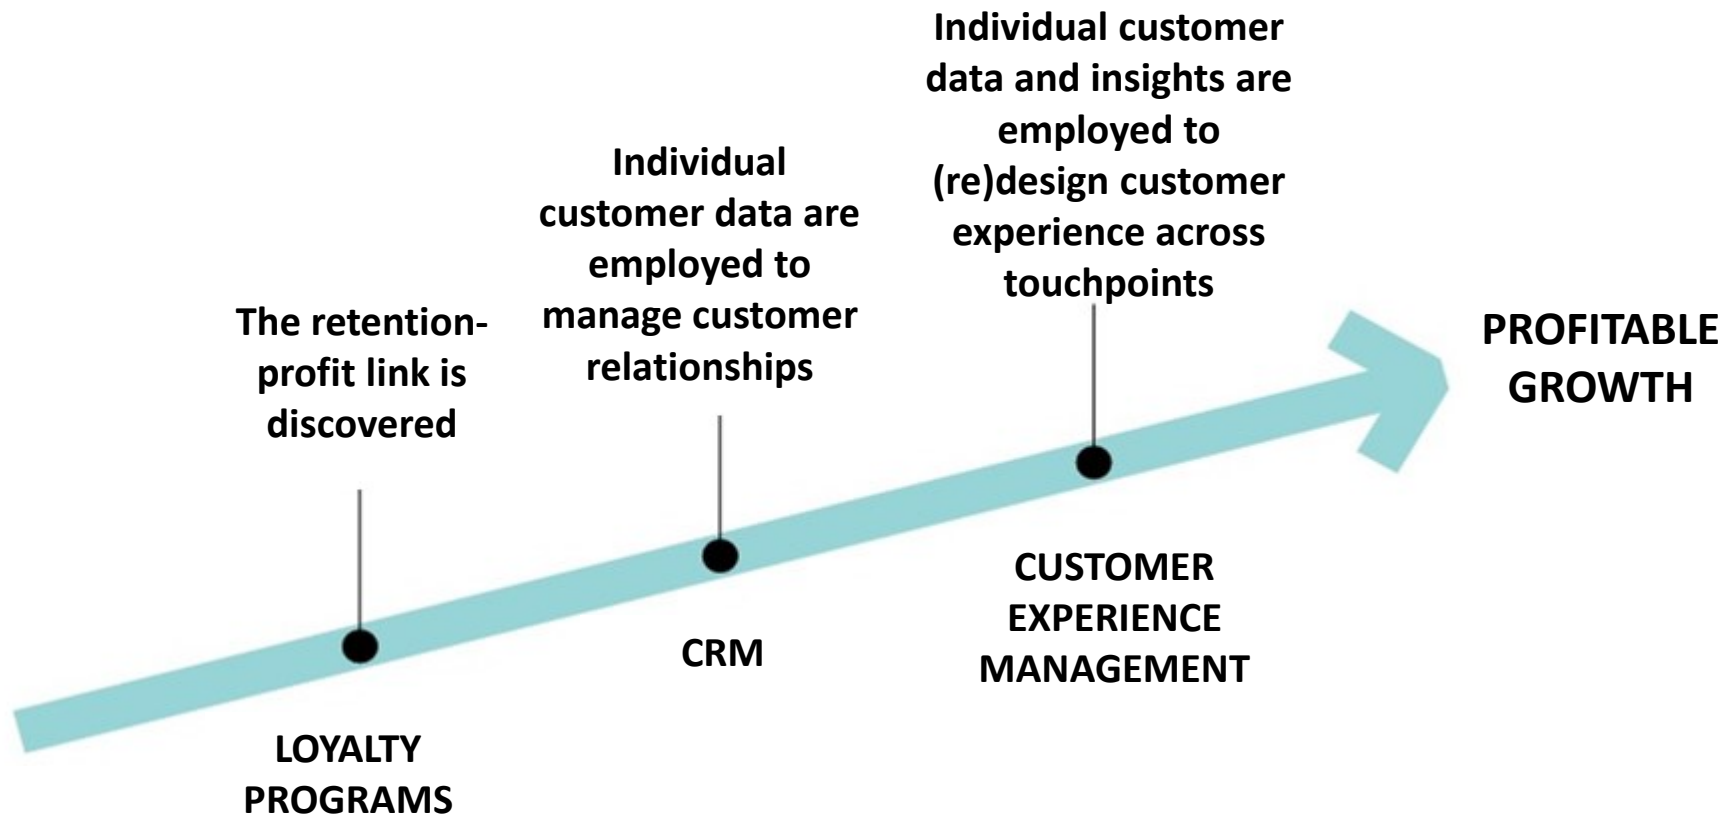 Individual customer
data and insights are
employed to
(re)design customer
experience across
touchpoints
Individual
customer data are
employed to
manage customer
relationships
The retention-
profit link is
discovered
PROFITABLE
GROWTH
CUSTOMER
EXPERIENCE
MANAGEMENT
CRM
LOYALTY
PROGRAMS